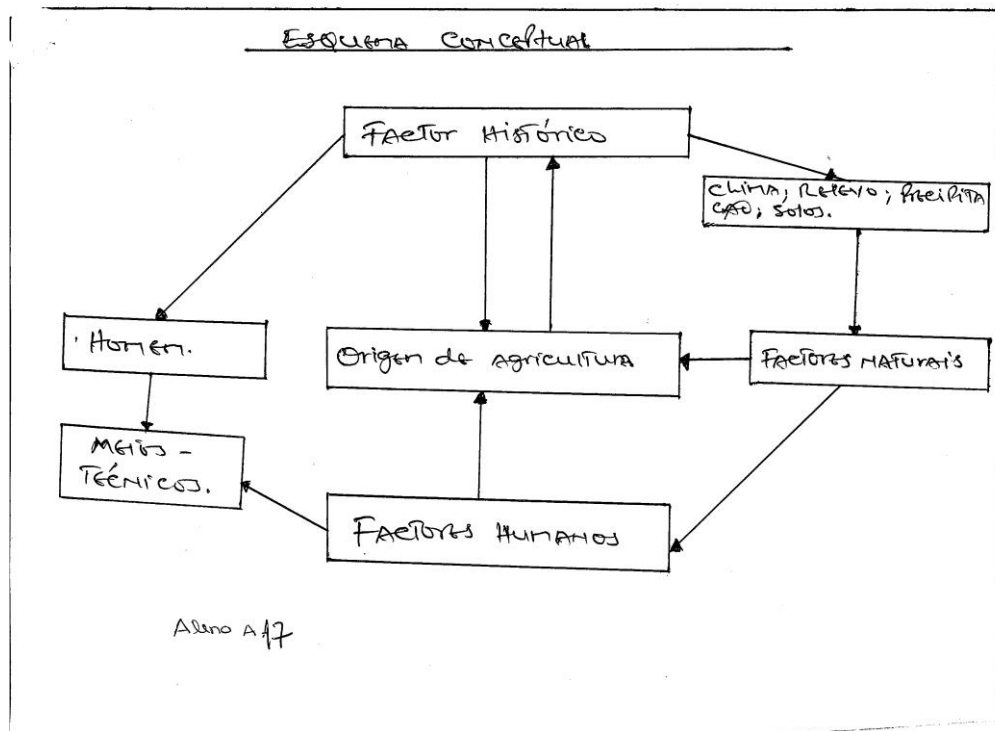 ESQUEMA CONCEPTUAL
FACTOR HISTÓRICO
CLIMA; RELEVO; PRECIPITA
ÇÃO; SOLOS.
HOMEM.
ORIGEM DE AGRICULTURA
FACTORES NATURAIS
MEIOS -
TÉCNICOS.
FACTORES HUMANOS
Aluno A17